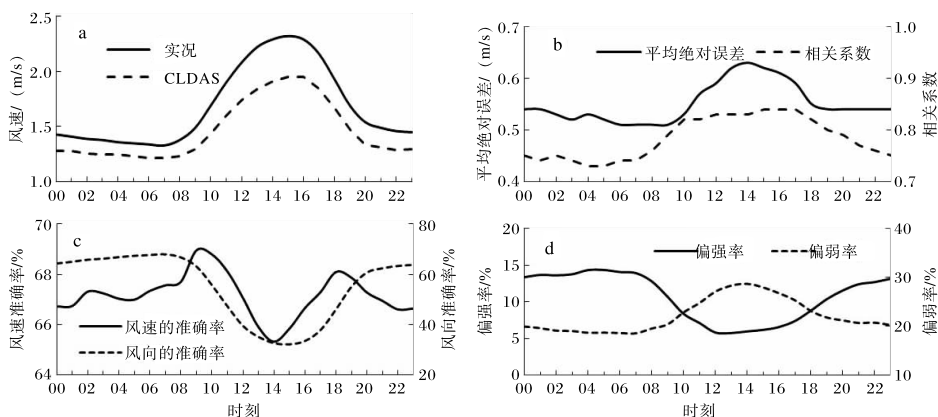 a
实况
CLDAS
风速/（m/s）
2.5
2.0
1.5
1.0
00 02 04 06 08 10 12 14 16 18 20 22
b
平均绝对误差
相关系数
平均绝对误差/（m/s）
0.7
0.6
0.5
0.4
相关系数
1.0
0.9
0.8
0.7
00 02 04 06 08 10 12 14 16 18 20 22
c
风速的准确率
风向的准确率
风速准确率/%
70
68
66
64
风向准确率/%
80
60
40
20
00 02 04 06 08 10 12 14 16 18 20 22
时刻
d
偏强率
偏弱率
偏强率/%
20
15
10
5
0
偏弱率/%
40
30
20
10
00 02 04 06 08 10 12 14 16 18 20 22
时刻